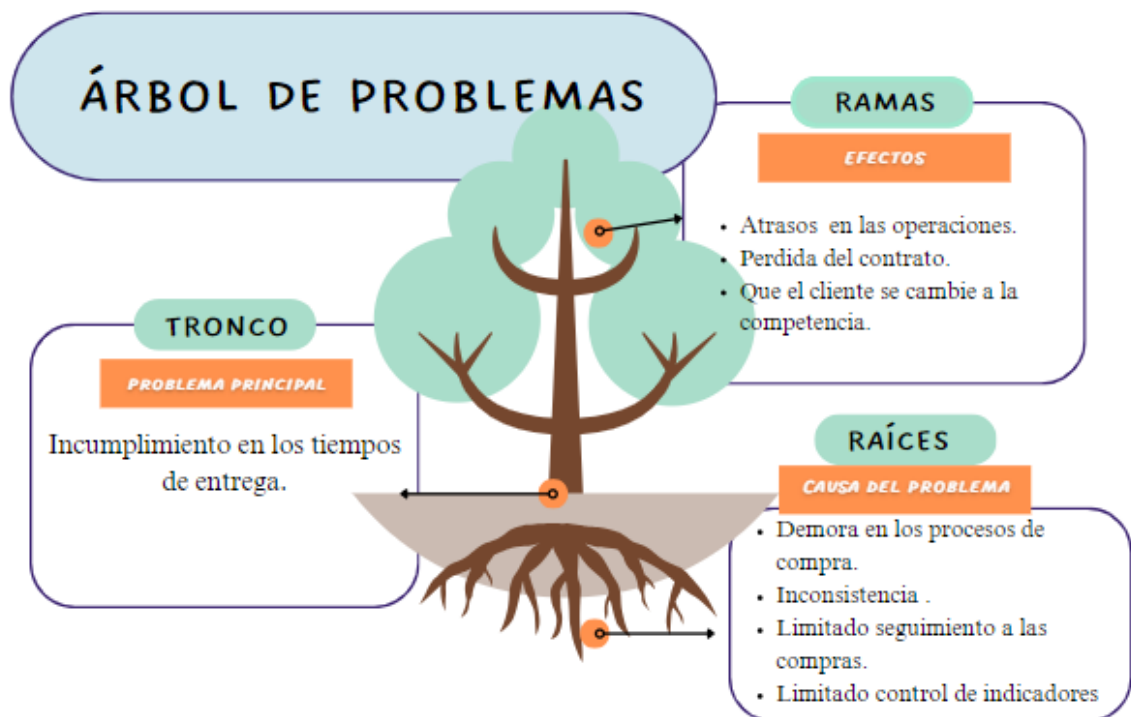 ÁRBOL DE PROBLEMAS
RAMAS
EFECTOS
• Atrasos en las operaciones.
• Perdida del contrato.
• Que el cliente se cambie a la
competencia.
TRONCO
PROBLEMA PRINCIPAL
Incumplimiento en los tiempos
de entrega.
RAÍCES
CAUSA DEL PROBLEMA
• Demora en los procesos de
compra.
• Inconsistencia .
• Limitado seguimiento a las
compras.
• Limitado control de indicadores